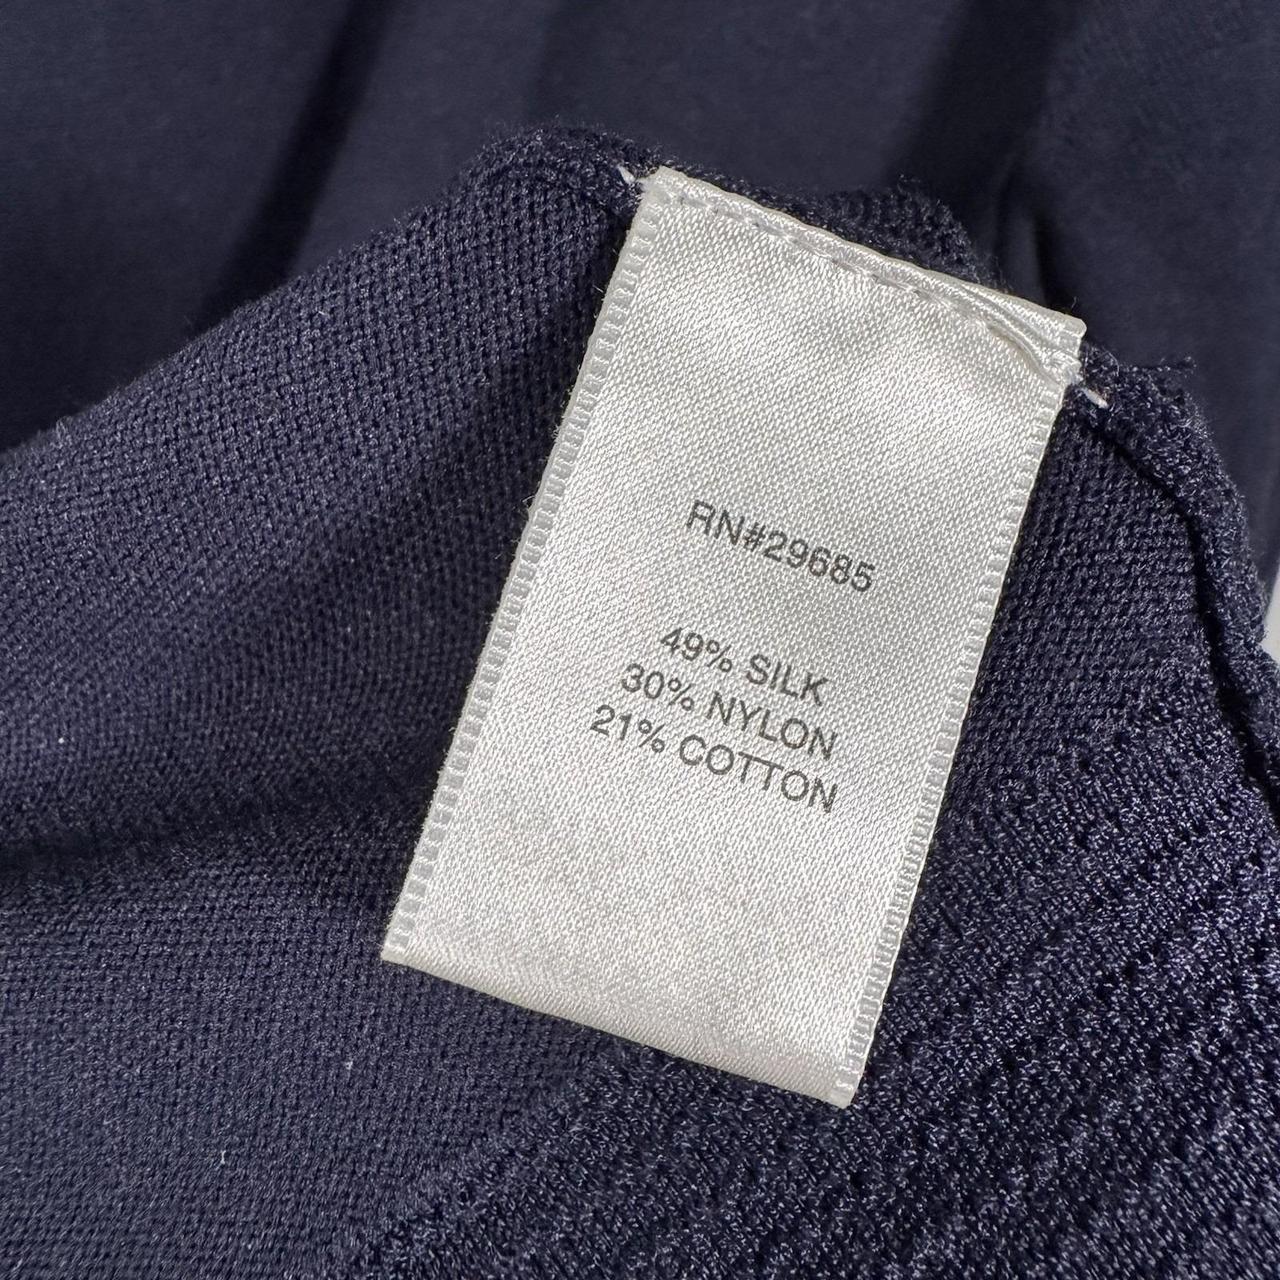 RN#29685
49% SILK
30% NYLON
21% COTTON